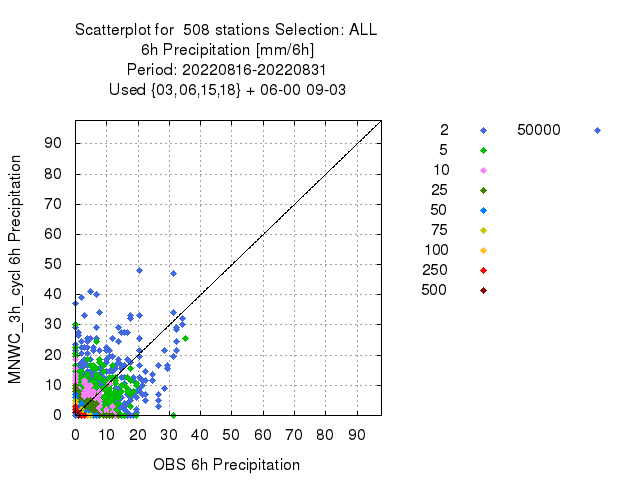 Scatterplot for 508 stations Selection: ALL
6h Precipitation [mm/6h]
Period: 20220816-20220831
Used {03,06,15,18} + 06-00 09-03
MNWC_3h_cycl 6h Precipitation
90
80
70
60
50
40
30
20
10
0
0 10 20 30 40 50 60 70 80 90
OBS 6h Precipitation
2 50000
5
10
25
50
75
100
250
500